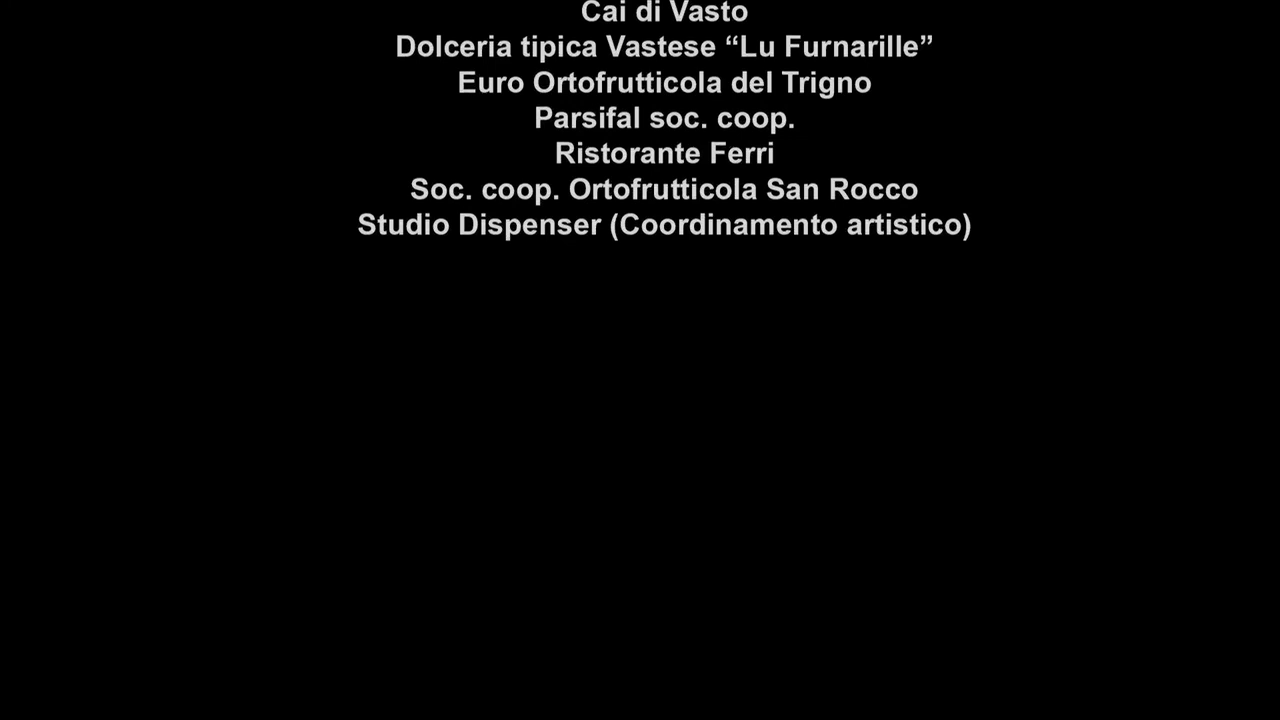 Cai di Vasto
Dolceria tipica Vastese “Lu Furnarille”
Euro Ortofrutticola del Trigno
Parsifal soc. coop.
Ristorante Ferri
Soc. coop. Ortofrutticola San Rocco
Studio Dispenser (Coordinamento artistico)